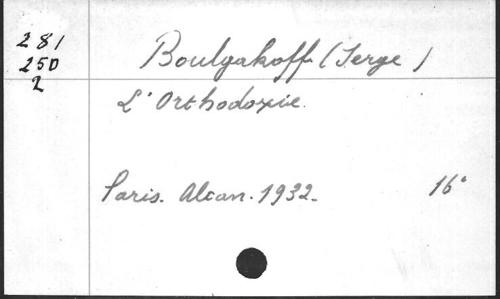 281
250
2
Boulgakoff (Serge)
L'Orthodoxie.
Paris. Alcan. 1932. 16°